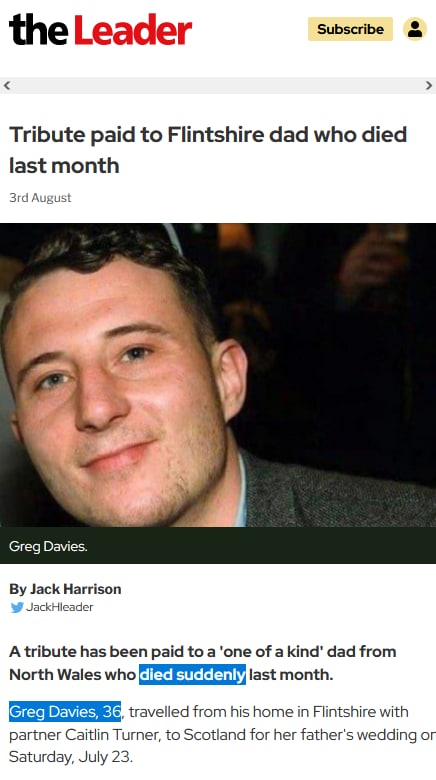 the Leader
Subscribe
Tribute paid to Flintshire dad who died
last month
3rd August
Greg Davies.
By Jack Harrison
JackHleader
A tribute has been paid to a 'one of a kind' dad from
North Wales who died suddenly last month.
Greg Davies, 36, travelled from his home in Flintshire with
partner Caitlin Turner, to Scotland for her father's wedding on
Saturday, July 23.